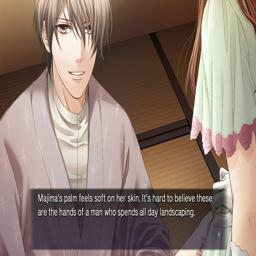 Majima's palm feels soft on her skin. It's hard to believe these
are the hands of a man who spends all day landscaping.